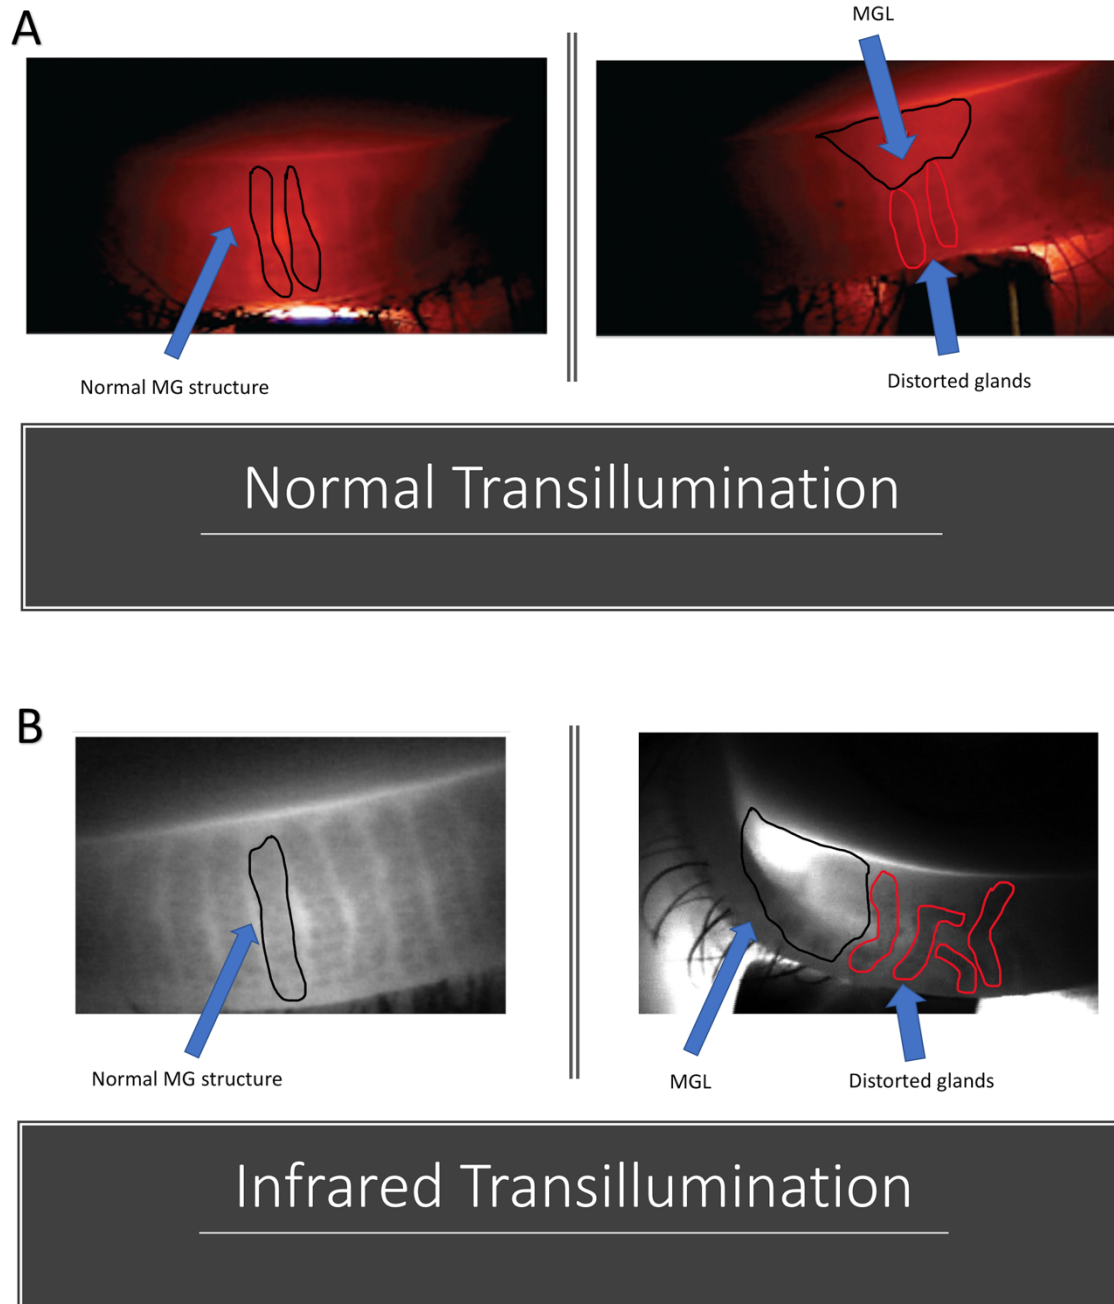 A
MGL
Normal MG structure
Distorted glands
Normal Transillumination
B
Normal MG structure
MGL
Distorted glands
Infrared Transillumination